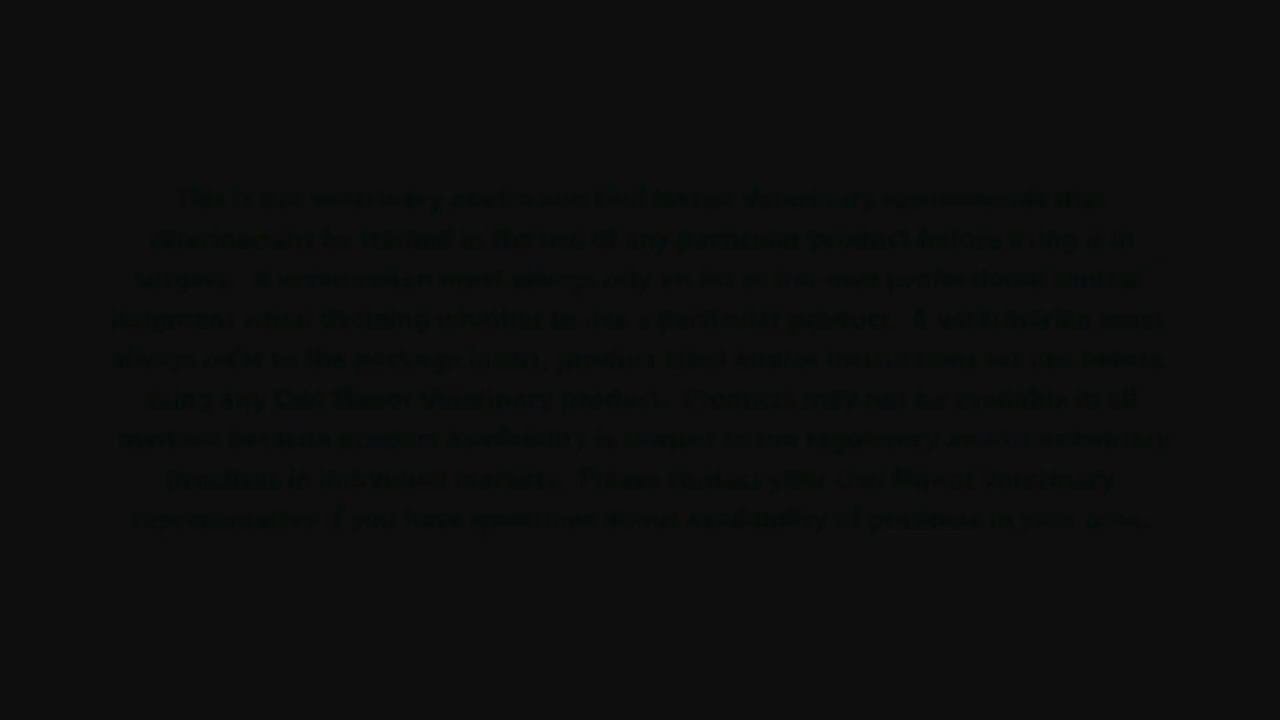 This is not veterinary Veterinary recommends that
veterinarians be trained in the use of any particular product before using it in
surgery. A veterinarian must always rely on his or her own professional clinical
judgment when deciding whether to use a particular product. A veterinarian must
always refer to the package insert, product label and/or instructions for use before
using any Veterinary product. Products may not be available in all
markets because product availability is subject to the regulatory and/or veterinary
practices in individual markets. Please contact your Veterinary
representative if you have questions about availability of products in your area.